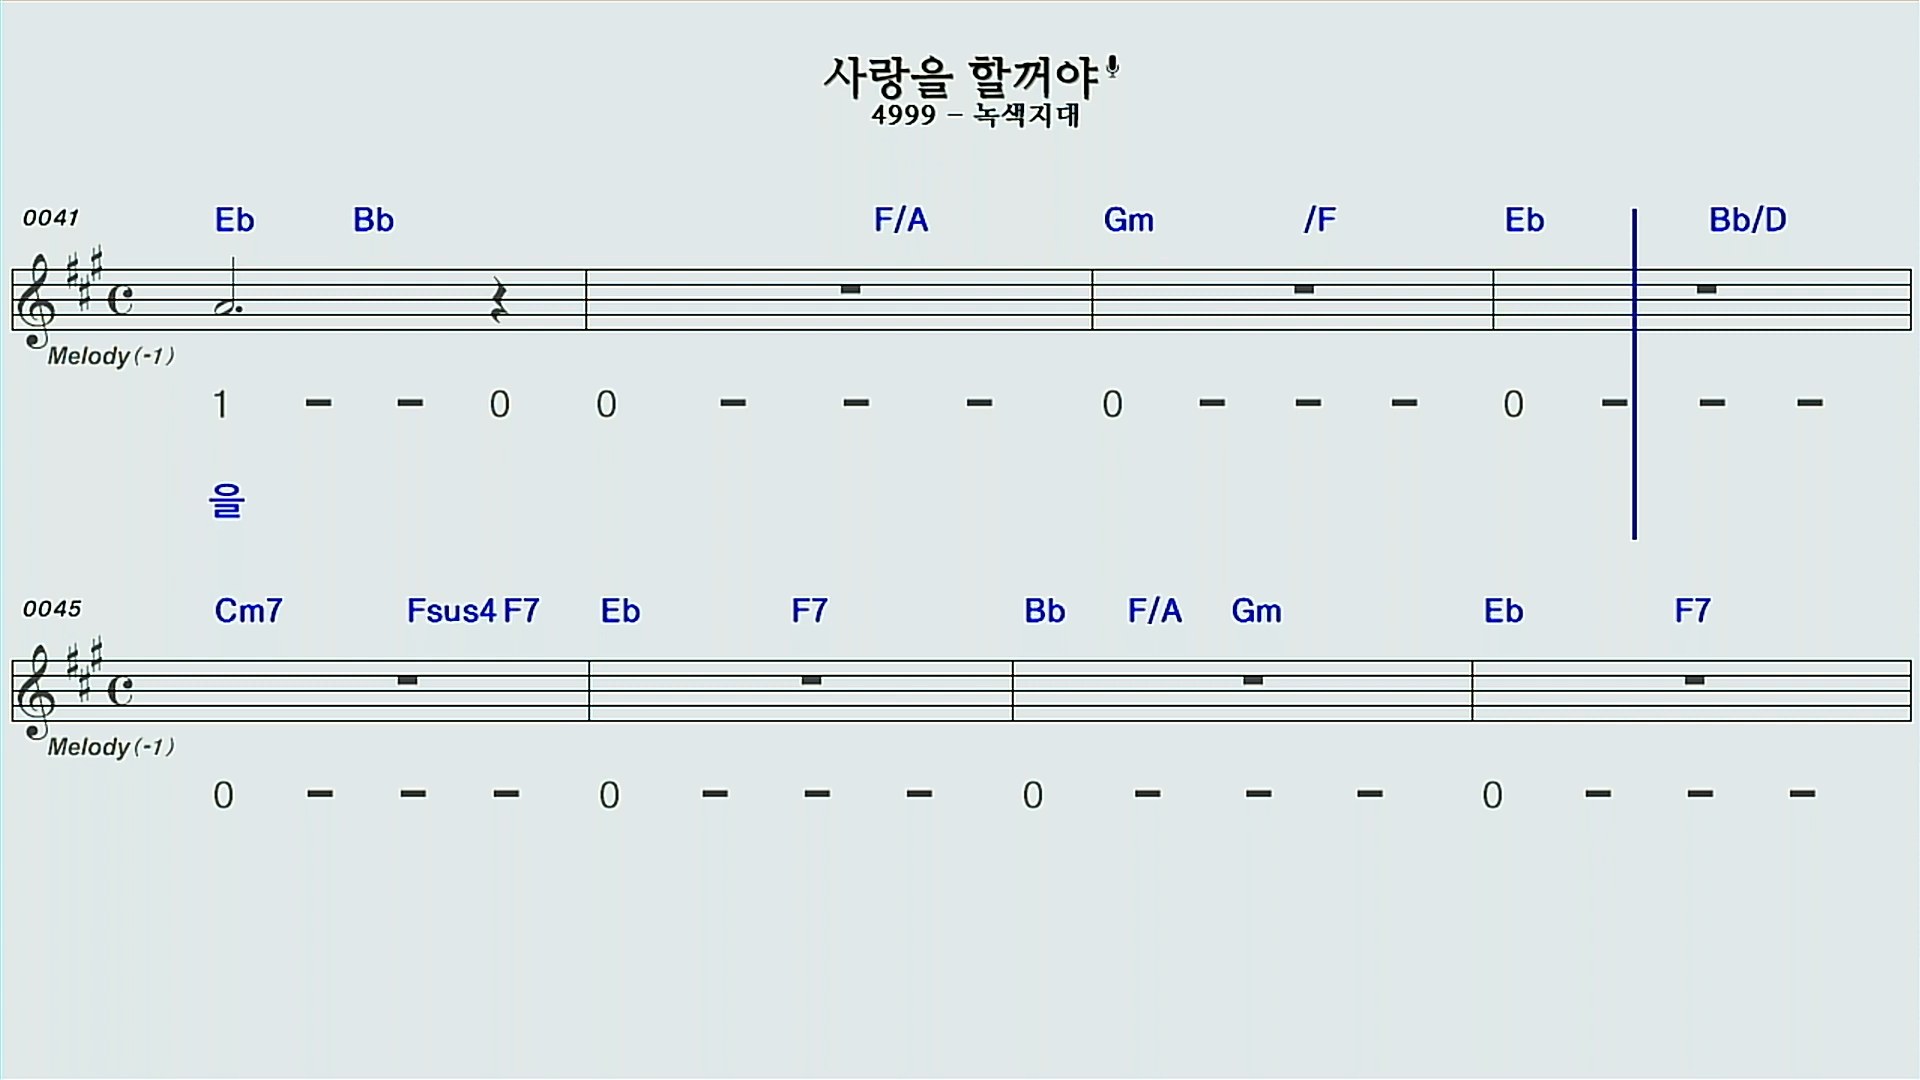 사랑을 할꺼야
4999 - 녹색지대
0041 Eb Bb F/A Gm /F Eb Bb/D
Melody(-1)
1 - - 0 0 - - - 0 - - - 0 - - -
을
0045 Cm7 Fsus4 F7 Eb F7 Bb F/A Gm Eb F7
Melody(-1)
0 - - - 0 - - - 0 - - - 0 - - -